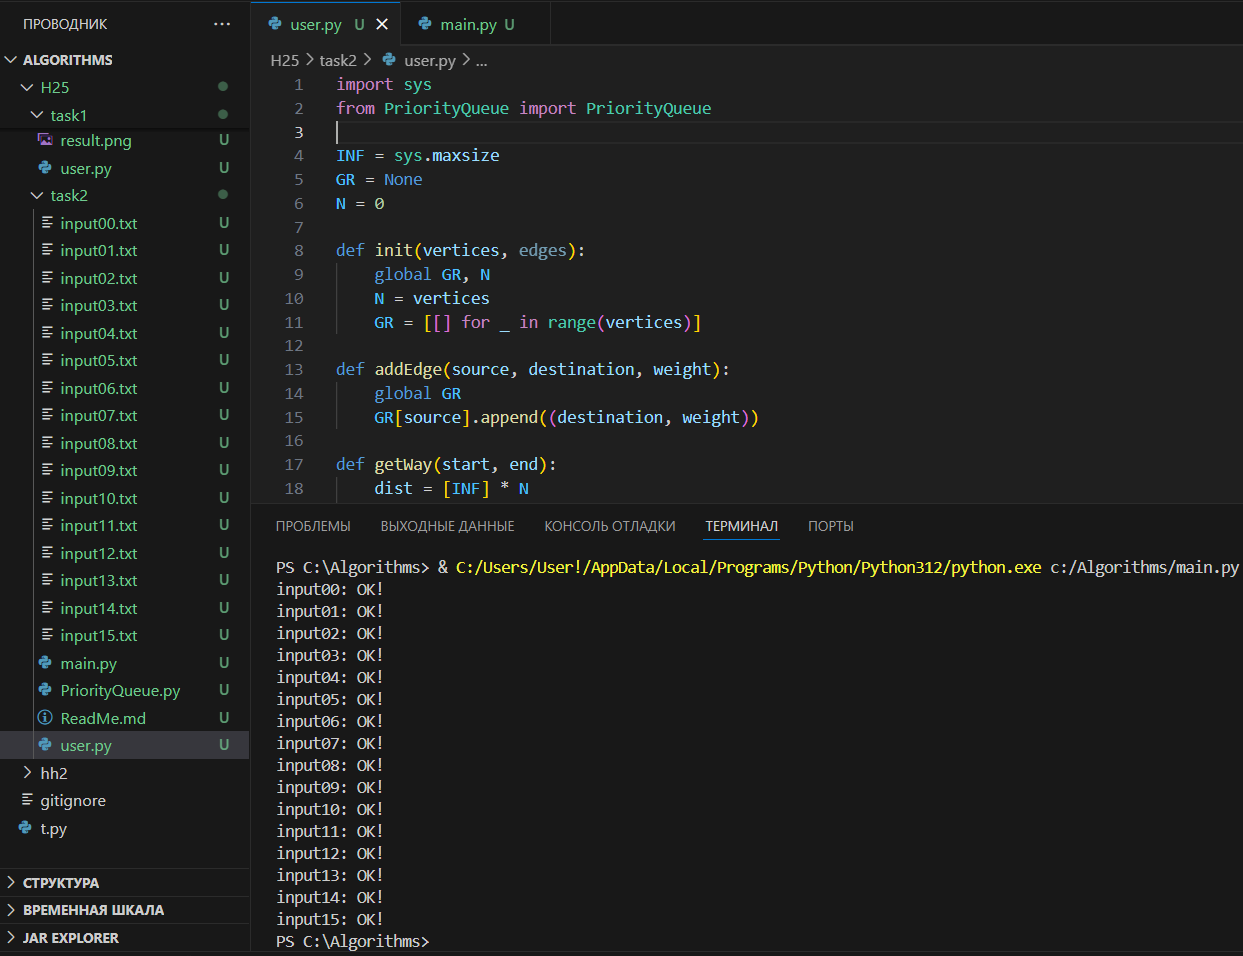 ПРОВОДНИК ...
ALGORITHMS
H25
task1
result.png U
user.py U
task2
input00.txt U
input01.txt U
input02.txt U
input03.txt U
input04.txt U
input05.txt U
input06.txt U
input07.txt U
input08.txt U
input09.txt U
input10.txt U
input11.txt U
input12.txt U
input13.txt U
input14.txt U
input15.txt U
main.py U
PriorityQueue.py U
ReadMe.md U
user.py U
hh2
gitignore
t.py
СТРУКТУРА
ВРЕМЕННАЯ ШКАЛА
JAR EXPLORER
user.py U main.py U
H25 > task2 > user.py > ...
1 import sys
2 from PriorityQueue import PriorityQueue
3
4 INF = sys.maxsize
5 GR = None
6 N = 0
7
8 def init(vertices, edges):
9     global GR, N
10     N = vertices
11     GR = [[] for _ in range(vertices)]
12
13 def addEdge(source, destination, weight):
14     global GR
15     GR[source].append((destination, weight))
16
17 def getWay(start, end):
18     dist = [INF] * N
ПРОБЛЕМЫ ВЫХОДНЫЕ ДАННЫЕ КОНСОЛЬ ОТЛАДКИ ТЕРМИНАЛ ПОРТЫ
PS C:\Algorithms> & C:/Users/User!/AppData/Local/Programs/Python/Python312/python.exe c:/Algorithms/main.py
input00: OK!
input01: OK!
input02: OK!
input03: OK!
input04: OK!
input05: OK!
input06: OK!
input07: OK!
input08: OK!
input09: OK!
input10: OK!
input11: OK!
input12: OK!
input13: OK!
input14: OK!
input15: OK!
PS C:\Algorithms>